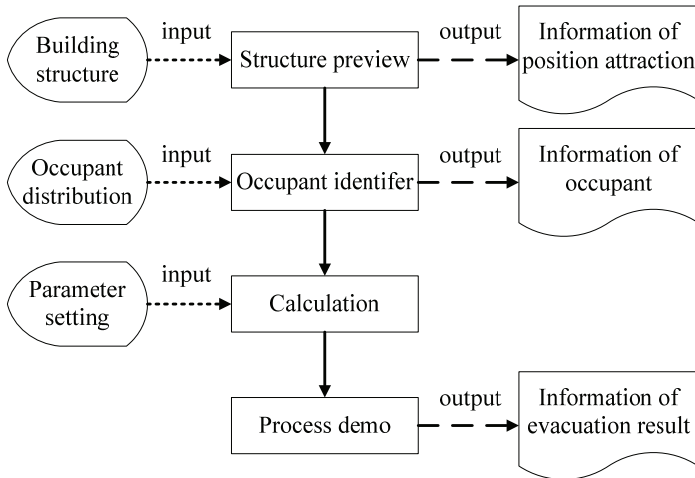 Building
structure
input
Structure preview
output
Information of
position attraction
Occupant
distribution
input
Occupant identifer
output
Information of
occupant
Parameter
setting
input
Calculation
Process demo
output
Information of
evacuation result